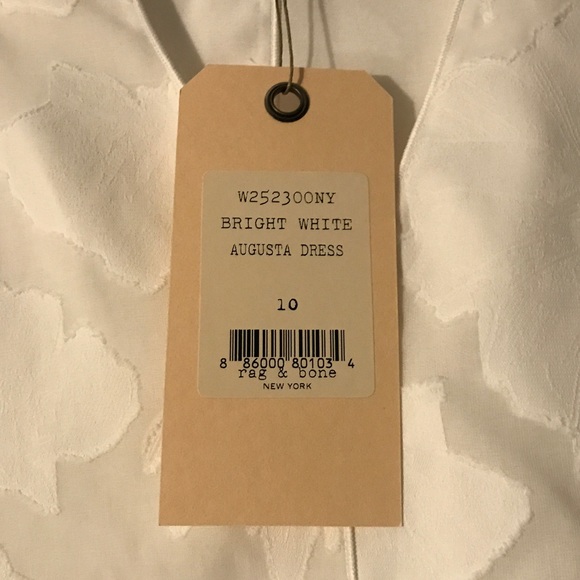 W252300NY
BRIGHT WHITE
AUGUSTA DRESS
10
8 86000 80103 4
rag & bone
NEW YORK